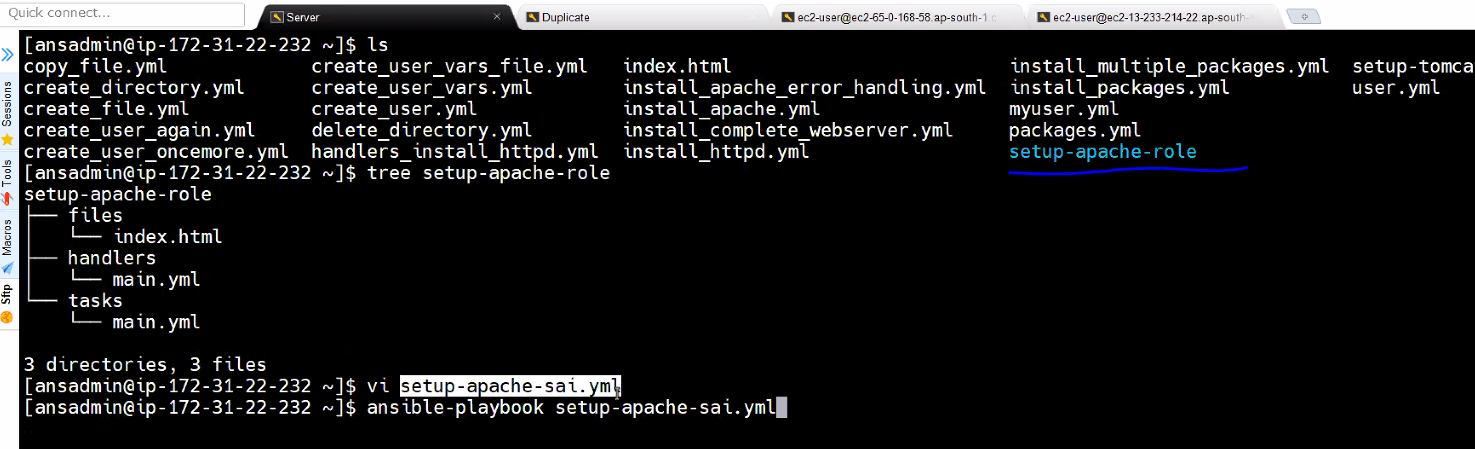 Quick connect...
Server
Duplicate
ec2-user@ec2-65-0-168-58.ap-south-1.c
ec2-user@ec2-13-233-214-22.ap-south-
Sessions
Tools
Macros
Sftp
[ansadmin@ip-172-31-22-232 ~]$ ls
copy_file.yml create_user_vars_file.yml index.html install_multiple_packages.yml setup-tomca
create_directory.yml create_user_vars.yml install_apache_error_handling.yml install_packages.yml user.yml
create_file.yml create_user.yml install_apache.yml myuser.yml
create_user_again.yml delete_directory.yml install_complete_webserver.yml packages.yml
create_user_oncemore.yml handlers_install_httpd.yml install_httpd.yml setup-apache-role
[ansadmin@ip-172-31-22-232 ~]$ tree setup-apache-role
setup-apache-role
├── files
│   └── index.html
├── handlers
│   └── main.yml
└── tasks
    └── main.yml
3 directories, 3 files
[ansadmin@ip-172-31-22-232 ~]$ vi setup-apache-sai.yml
[ansadmin@ip-172-31-22-232 ~]$ ansible-playbook setup-apache-sai.yml